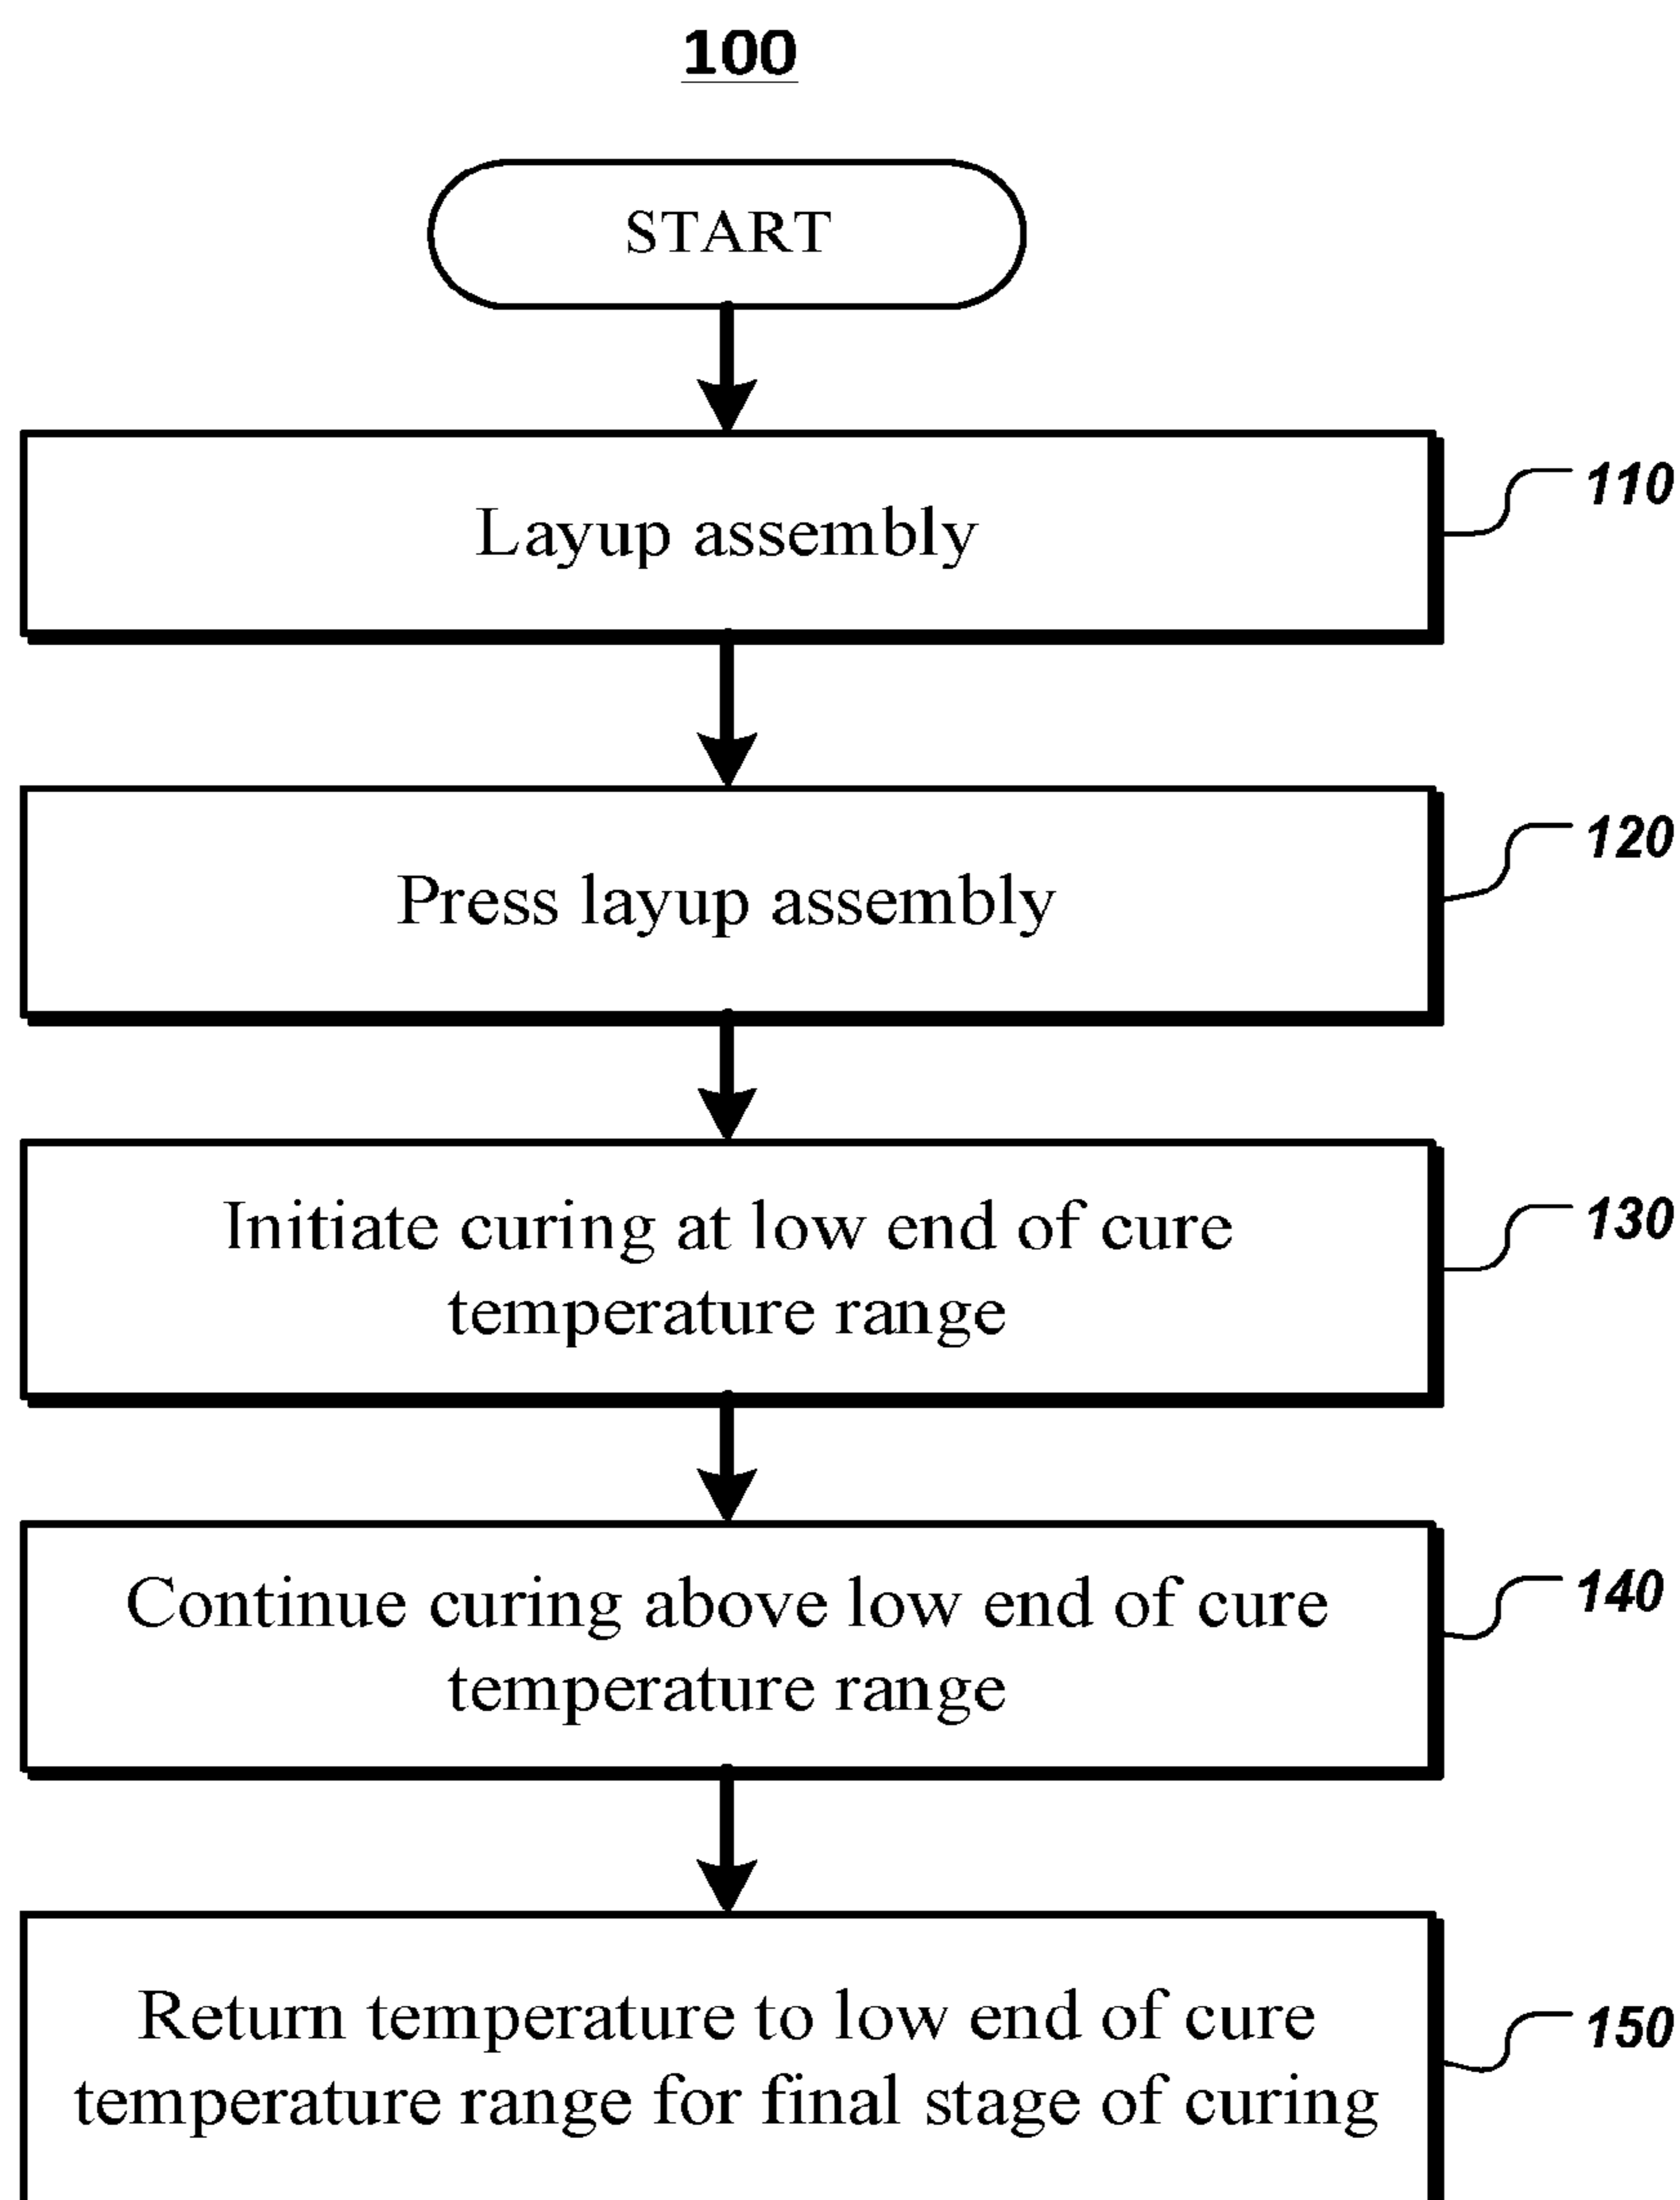 100
START
Layup assembly
110
Press layup assembly
120
Initiate curing at low end of cure
temperature range
130
Continue curing above low end of cure
temperature range
140
Return temperature to low end of cure
temperature range for final stage of curing
150